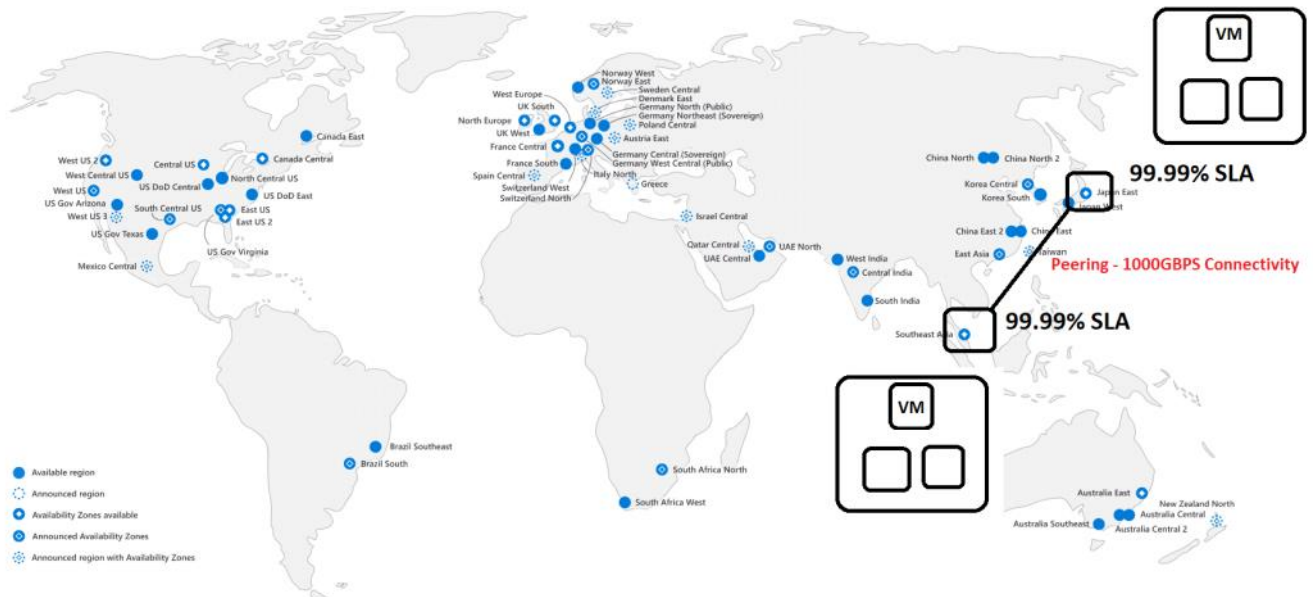 VM
Norway West
Norway East
Sweden Central
West Europe
Denmark East
UK South
Germany North (Public)
Germany Northeast (Sovereign)
North Europe
Poland Central
UK West
Austria East
France Central
Germany Central (Sovereign)
Germany West Central (Public)
France South
Italy North
Spain Central
Greece
Switzerland West
Switzerland North
Canada East
West US 2
Central US
Canada Central
West Central US
North Central US
US DoD Central
West US
US DoD East
US Gov Arizona
South Central US
East US
West US 3
East US 2
US Gov Texas
US Gov Virginia
Mexico Central
Israel Central
Qatar Central
UAE North
UAE Central
West India
Central India
South India
China North
China North 2
99.99% SLA
Korea Central
Japan East
Korea South
Japan West
China East 2
China East
East Asia
Taiwan
Peering - 1000GBPS Connectivity
99.99% SLA
Southeast Asia
VM
Brazil Southeast
Brazil South
South Africa North
South Africa West
Australia East
New Zealand North
Australia Central
Australia Southeast
Australia Central 2
Available region
Announced region
Availability Zones available
Announced Availability Zones
Announced region with Availability Zones